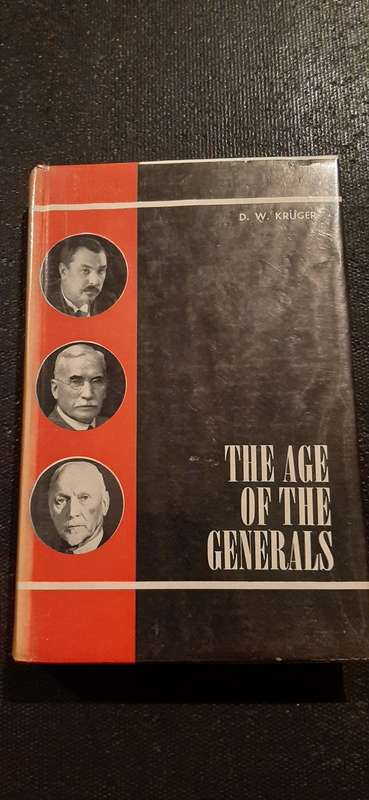 D. W. KRÜGER
THE AGE
OF THE
GENERALS